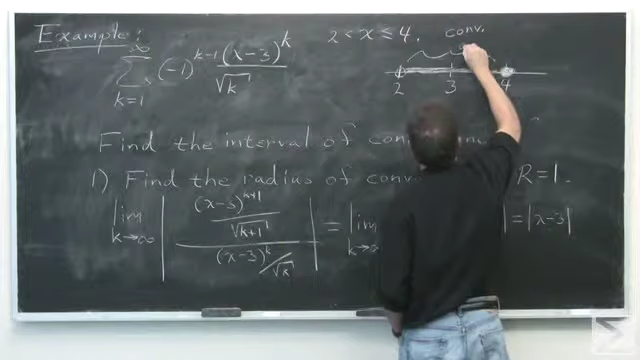 Example:
∞
∑ (-1)^{k-1} (x-3)^k / √k
k=1
2 < x ≤ 4.
conv.
2 3 4
Find the interval of
1) Find the radius of conv R=1.
lim | (x-3)^{k+1} / √k+1 / (x-3)^k / √k | = lim | = |x-3|
k→∞ k→∞